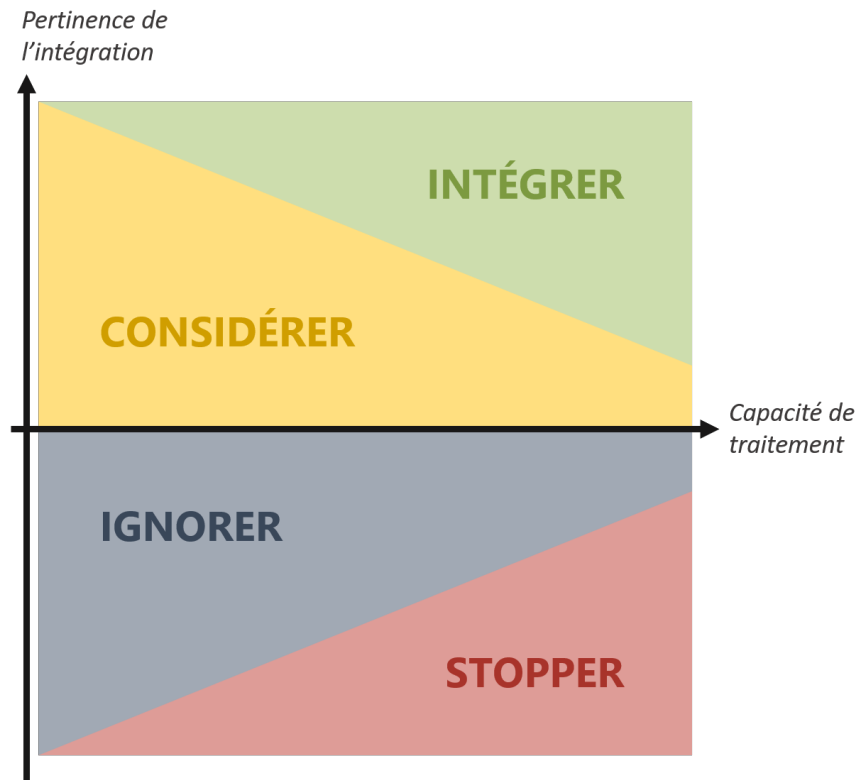 Pertinence de
l’intégration
INTÉGRER
CONSIDÉRER
Capacité de
traitement
IGNORER
STOPPER